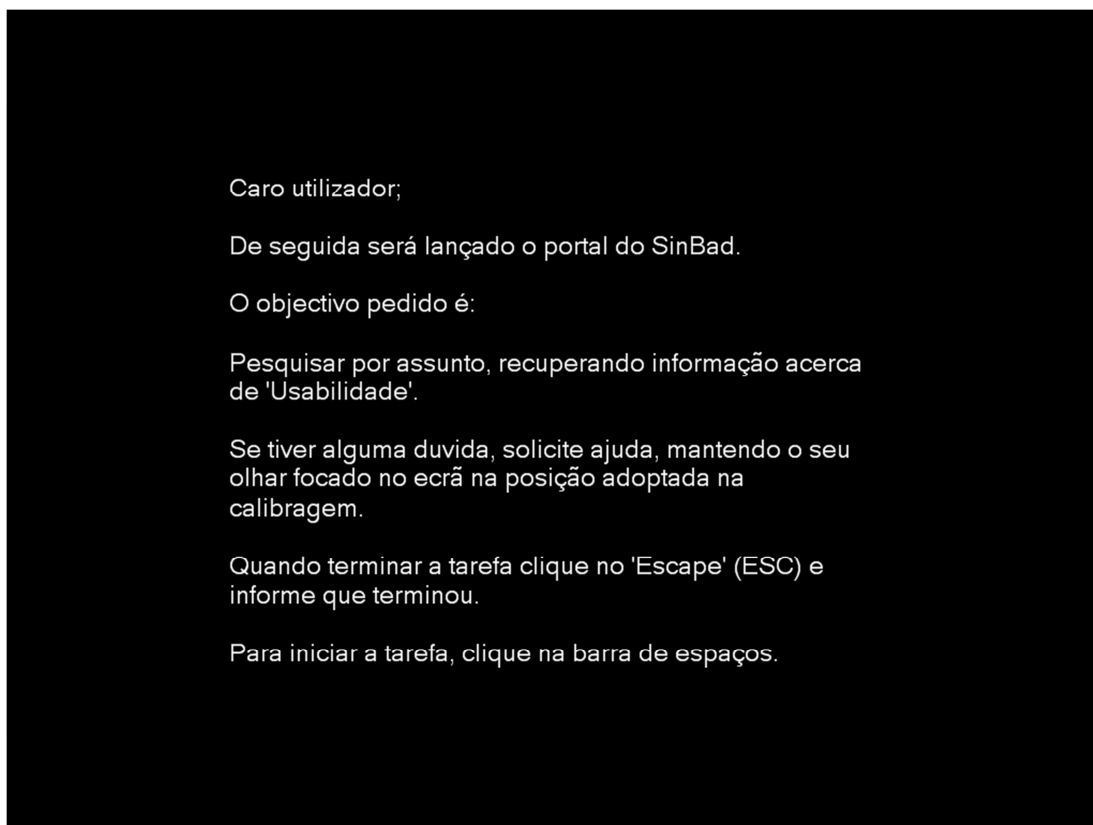 Caro utilizador;
De seguida será lançado o portal do SinBad.
O objectivo pedido é:
Pesquisar por assunto, recuperando informação acerca
de 'Usabilidade'.
Se tiver alguma duvida, solicite ajuda, mantendo o seu
olhar focado no ecrã na posição adoptada na
calibragem.
Quando terminar a tarefa clique no 'Escape' (ESC) e
informe que terminou.
Para iniciar a tarefa, clique na barra de espaços.